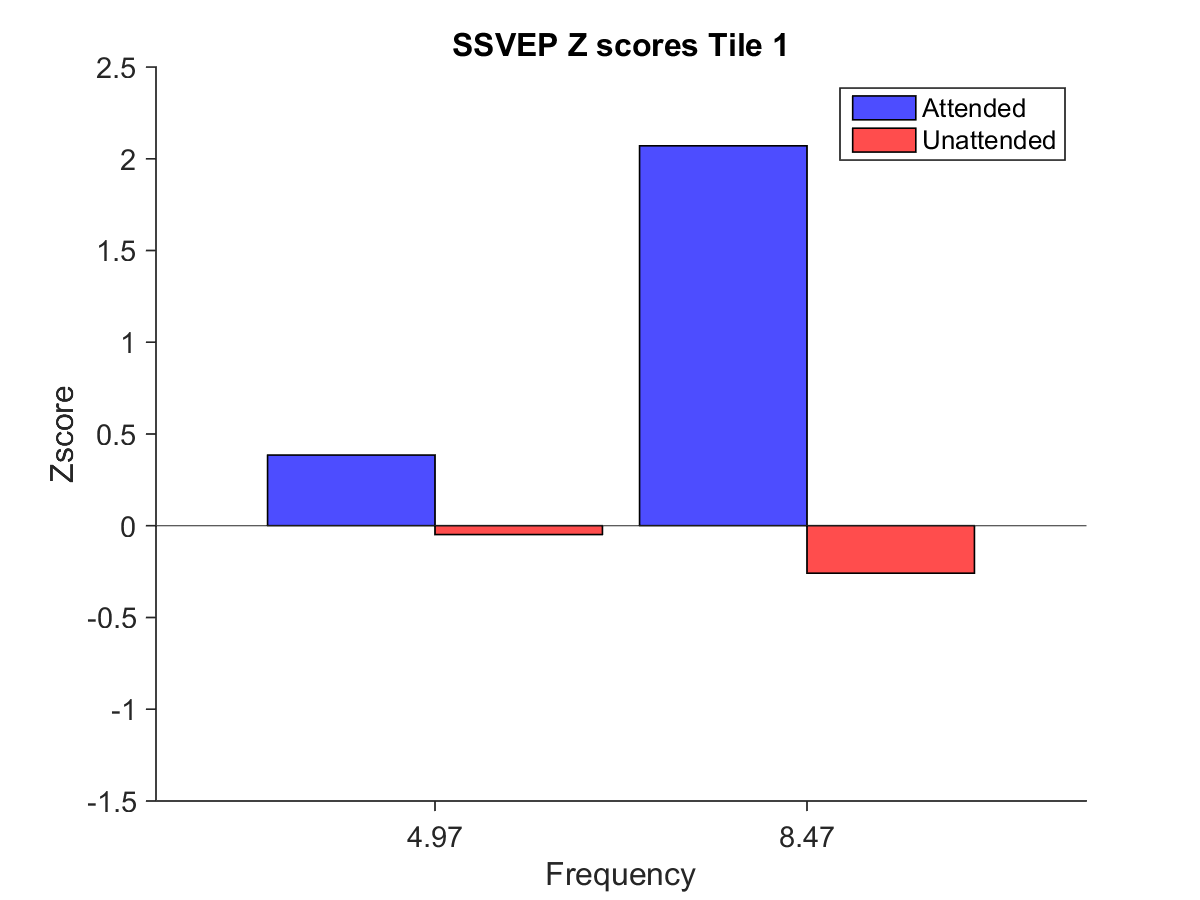 SSVEP Z scores Tile 1
Attended
Unattended
2.5
2
1.5
1
0.5
0
-0.5
-1
-1.5
Zscore
4.97
8.47
Frequency